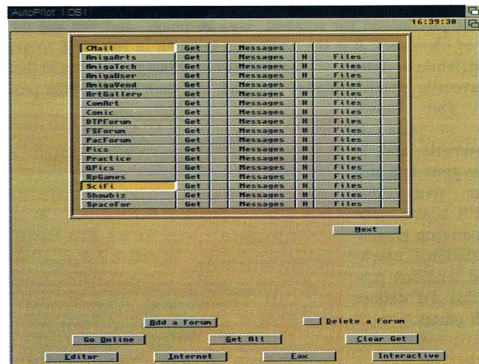 AutoPilot 1.051
16:39:38
CMail Get Messages
AmigaArts Get Messages H Files
AmigaTech Get Messages H Files
AmigaUser Get Messages H Files
AmigaVend Get Messages
ArtGallery Get Messages H Files
ComArt Get Messages H Files
Comic Get Messages H Files
DTPForum Get Messages H Files
FSForum Get Messages H Files
PacForum Get Messages H Files
Pics Get Messages H Files
Practice Get Messages H Files
QPics Get Messages H Files
RpGames Get Messages H Files
SciFi Get Messages H Files
Showbiz Get Messages H Files
SpaceFor Get Messages H Files
Next
Add a Forum Delete a Forum
Go Online Get All Clear Get
Editor Internet Fax Interactive